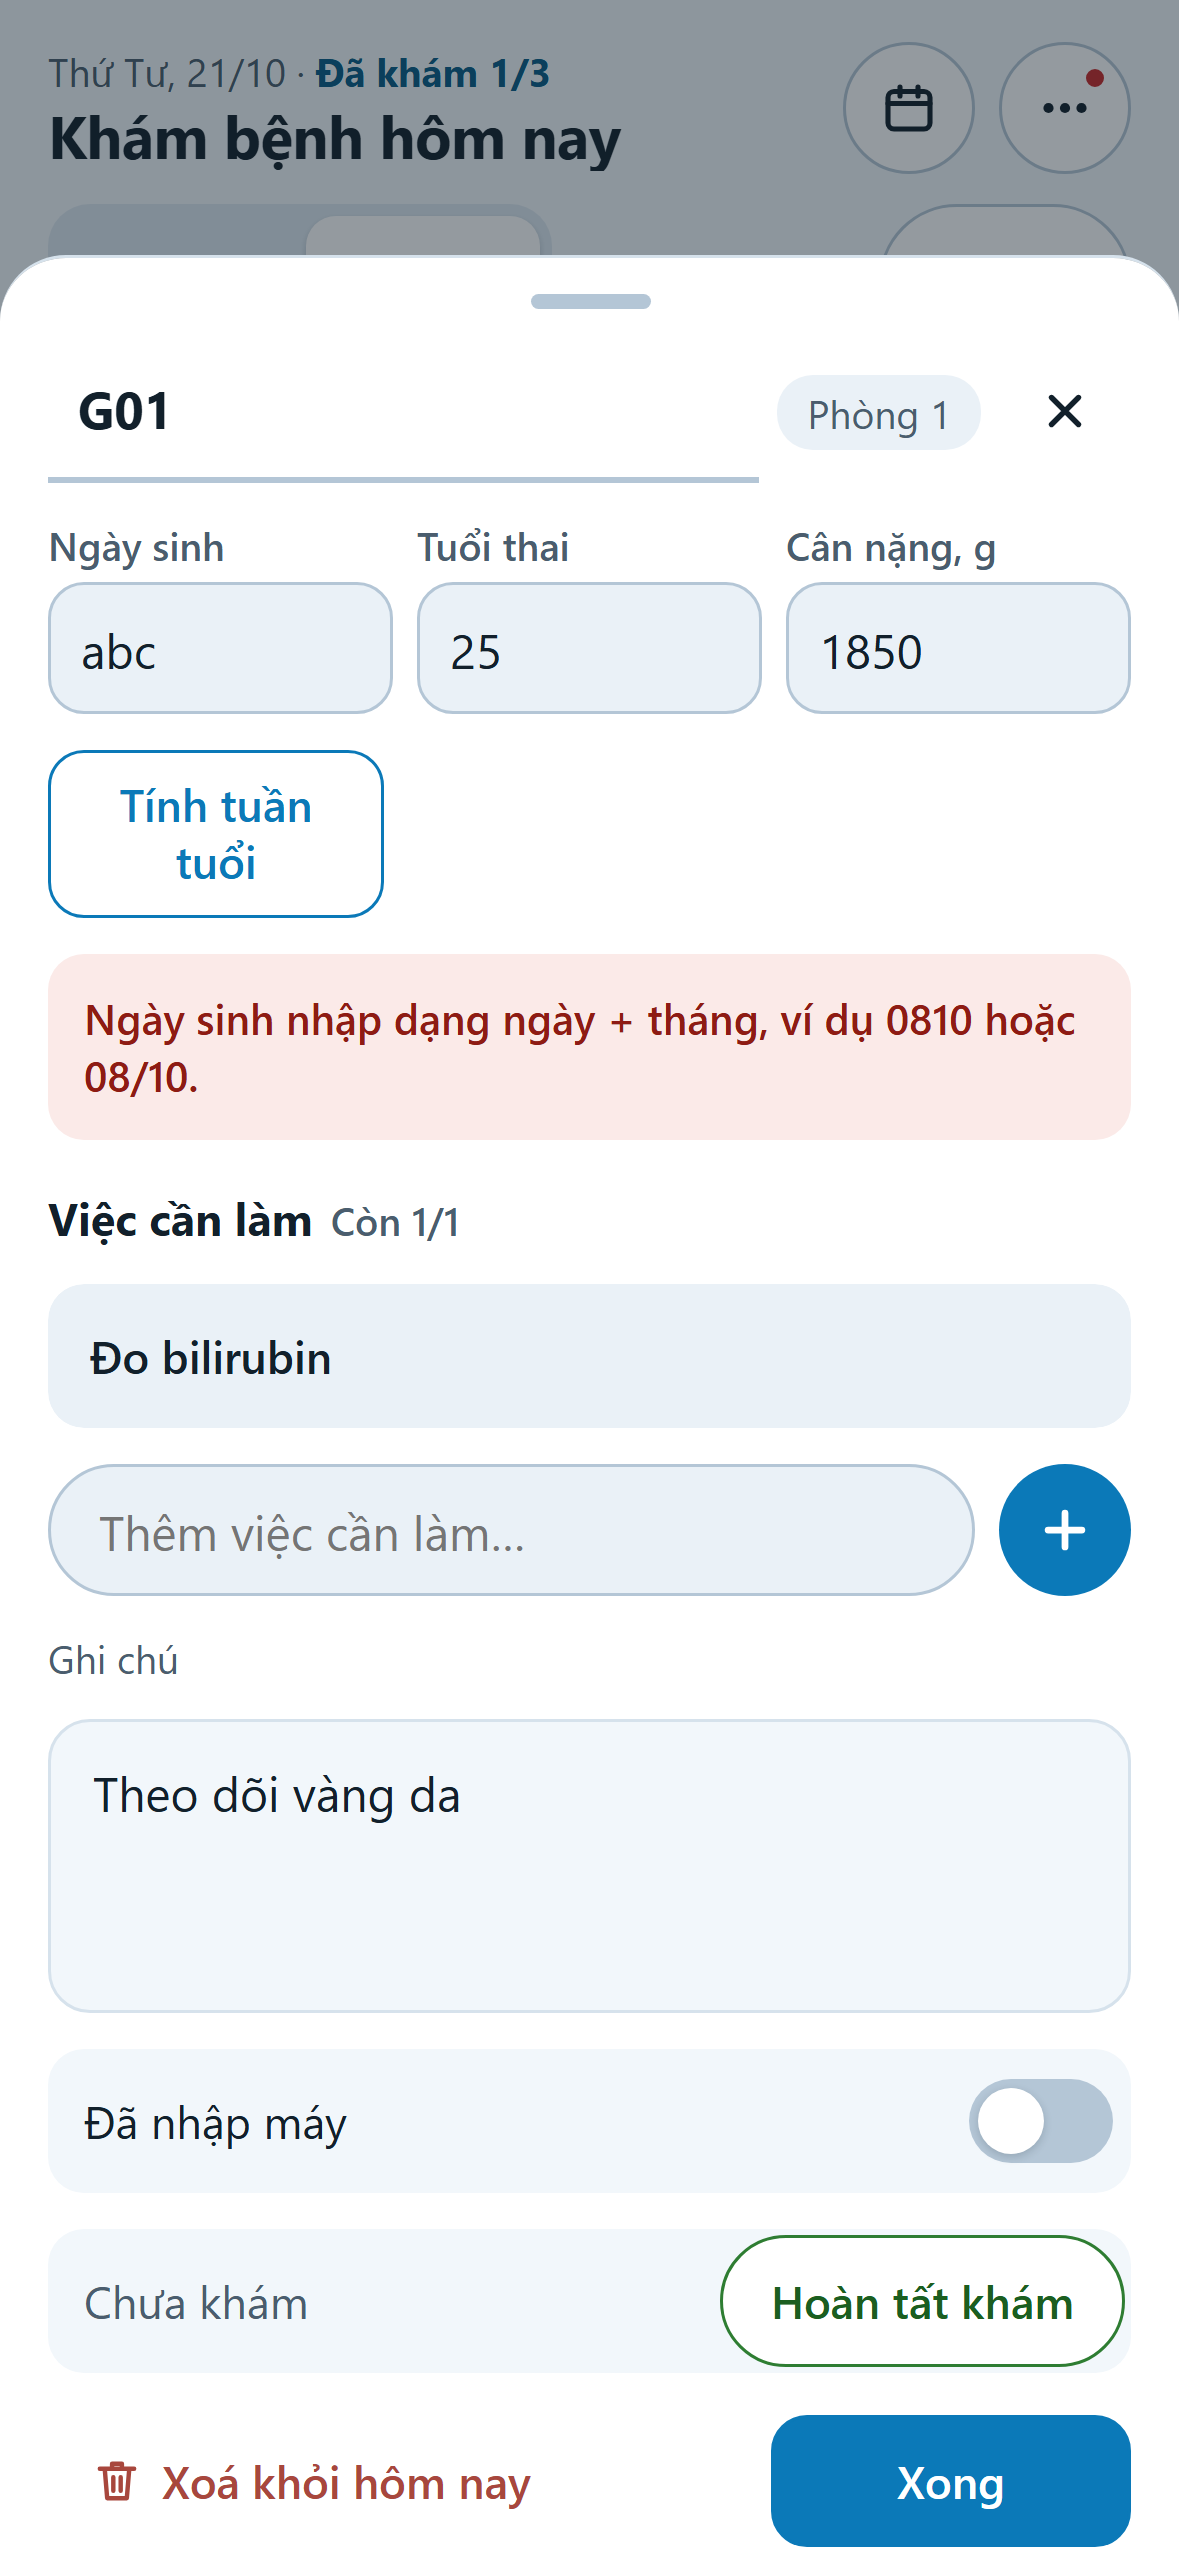 Thứ Tư, 21/10 · Đã khám 1/3
Khám bệnh hôm nay
G01
Phòng 1
Ngày sinh
Tuổi thai
Cân nặng, g
abc
25
1850
Tính tuần
tuổi
Ngày sinh nhập dạng ngày + tháng, ví dụ 0810 hoặc
08/10.
Việc cần làm Còn 1/1
Đo bilirubin
Thêm việc cần làm...
Ghi chú
Theo dõi vàng da
Đã nhập máy
Chưa khám
Hoàn tất khám
Xoá khỏi hôm nay
Xong